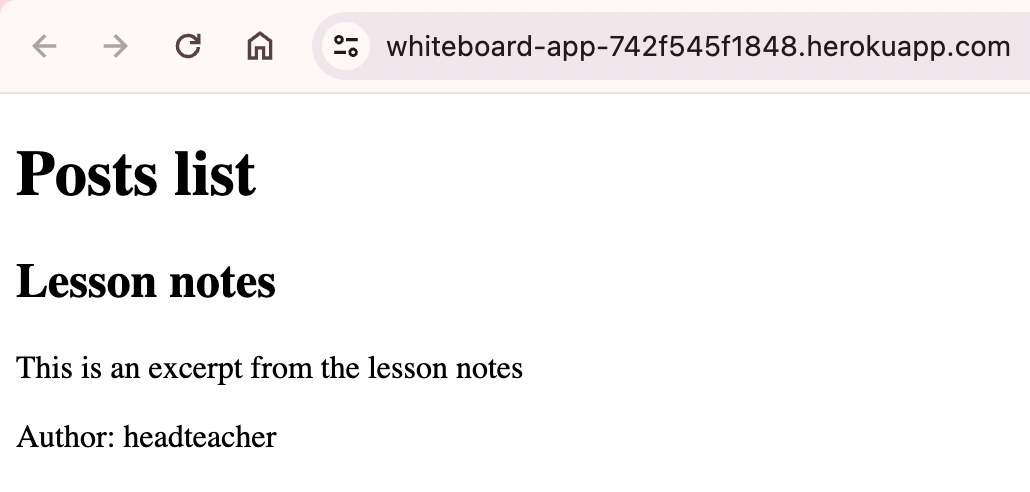 whiteboard-app-742f545f1848.herokuapp.com
Posts list
Lesson notes
This is an excerpt from the lesson notes
Author: headteacher